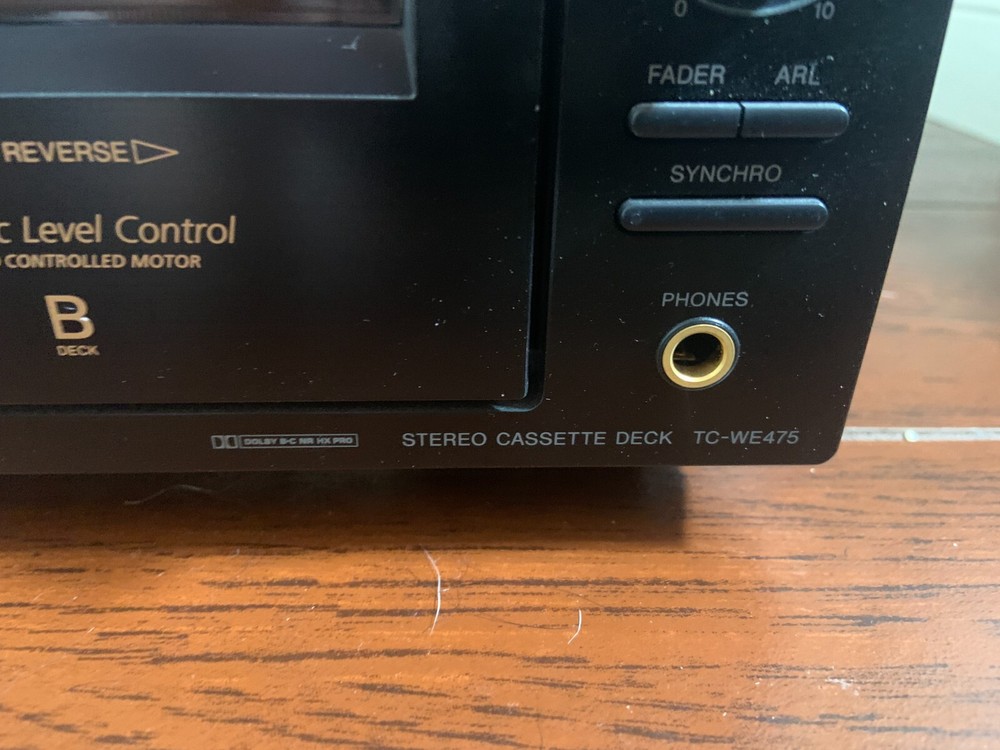 0 10
FADER ARL
SYNCHRO
PHONES
REVERSE
c Level Control
CONTROLLED MOTOR
B
DECK
DOLBY B-C NR HX PRO
STEREO CASSETTE DECK TC-WE475